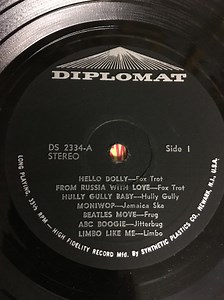 DIPLOMAT
DS 2334-A
STEREO
Side 1
HELLO DOLLY—Fox Trot
FROM RUSSIA WITH LOVE—Fox Trot
HULLY GULLY BABY—Hully Gully
MONIWOP—Jamaica Ska
BEATLES MOVE—Frug
ABC BOOGIE—Jitterbug
LIMBO LIKE ME—Limbo
LONG PLAYING, 33⅓ RPM—HIGH FIDELITY RECORD Mfd. By SYNTHETIC PLASTICS CO., NEWARK, N.J., U.S.A.